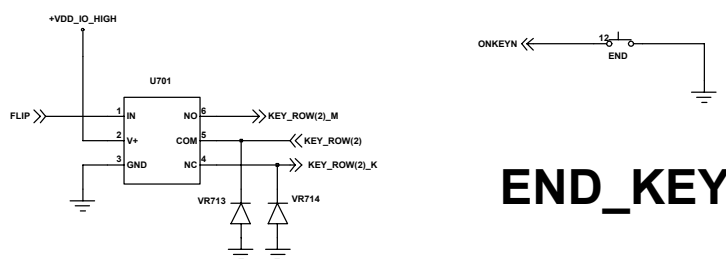 +VDD_IO_HIGH
ONKEYN
12
END
U701
FLIP
1 IN
NO 6
KEY_ROW(2)_M
2 V+
COM 5
KEY_ROW(2)
3 GND
NC 4
KEY_ROW(2)_K
VR713
VR714
END_KEY